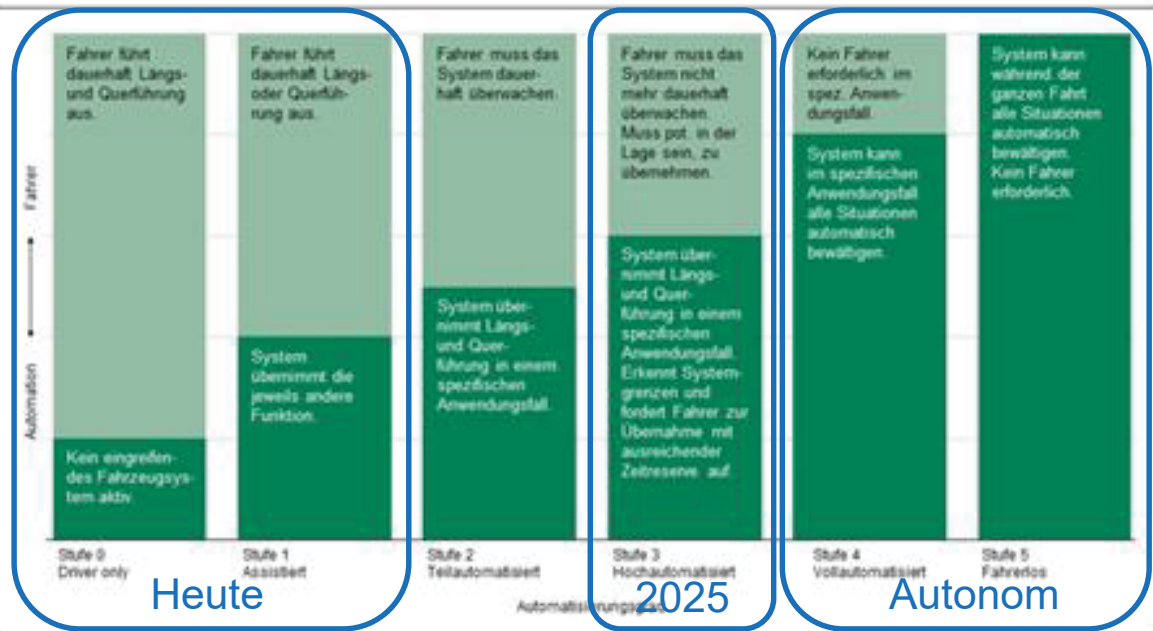 Fahrer führt
dauerhaft Längs-
und Querführung
aus.
Kein eingreifen-
des Fahrzeugsys-
tem aktiv.
Fahrer führt
dauerhaft Längs-
oder Querfüh-
rung aus.
System
übernimmt die
jeweils andere
Funktion.
Fahrer muss das
System dauer-
haft überwachen.
System über-
nimmt Längs-
und Quer-
führung in einem
spezifischen
Anwendungsfall.
Fahrer muss das
System nicht
mehr dauerhaft
überwachen.
Muss pot. in der
Lage sein, zu
übernehmen.
System über-
nimmt Längs-
und Quer-
führung in einem
spezifischen
Anwendungsfall.
Erkennt System-
grenzen und
fordert Fahrer zur
Übernahme mit
ausreichender
Zeitreserve auf.
Kein Fahrer
erforderlich im
spez. Anwen-
dungsfall.
System kann
im spezifischen
Anwendungsfall
alle Situationen
automatisch
bewältigen.
System kann
während der
ganzen Fahrt
alle Situationen
automatisch
bewältigen.
Kein Fahrer
erforderlich.
Fahrer
Automation
Stufe 0
Driver only
Stufe 1
Assistiert
Stufe 2
Teilautomatisiert
Stufe 3
Hochautomatisiert
Stufe 4
Vollautomatisiert
Stufe 5
Fahrerlos
Heute
2025
Autonom
Automatisierungsgrad